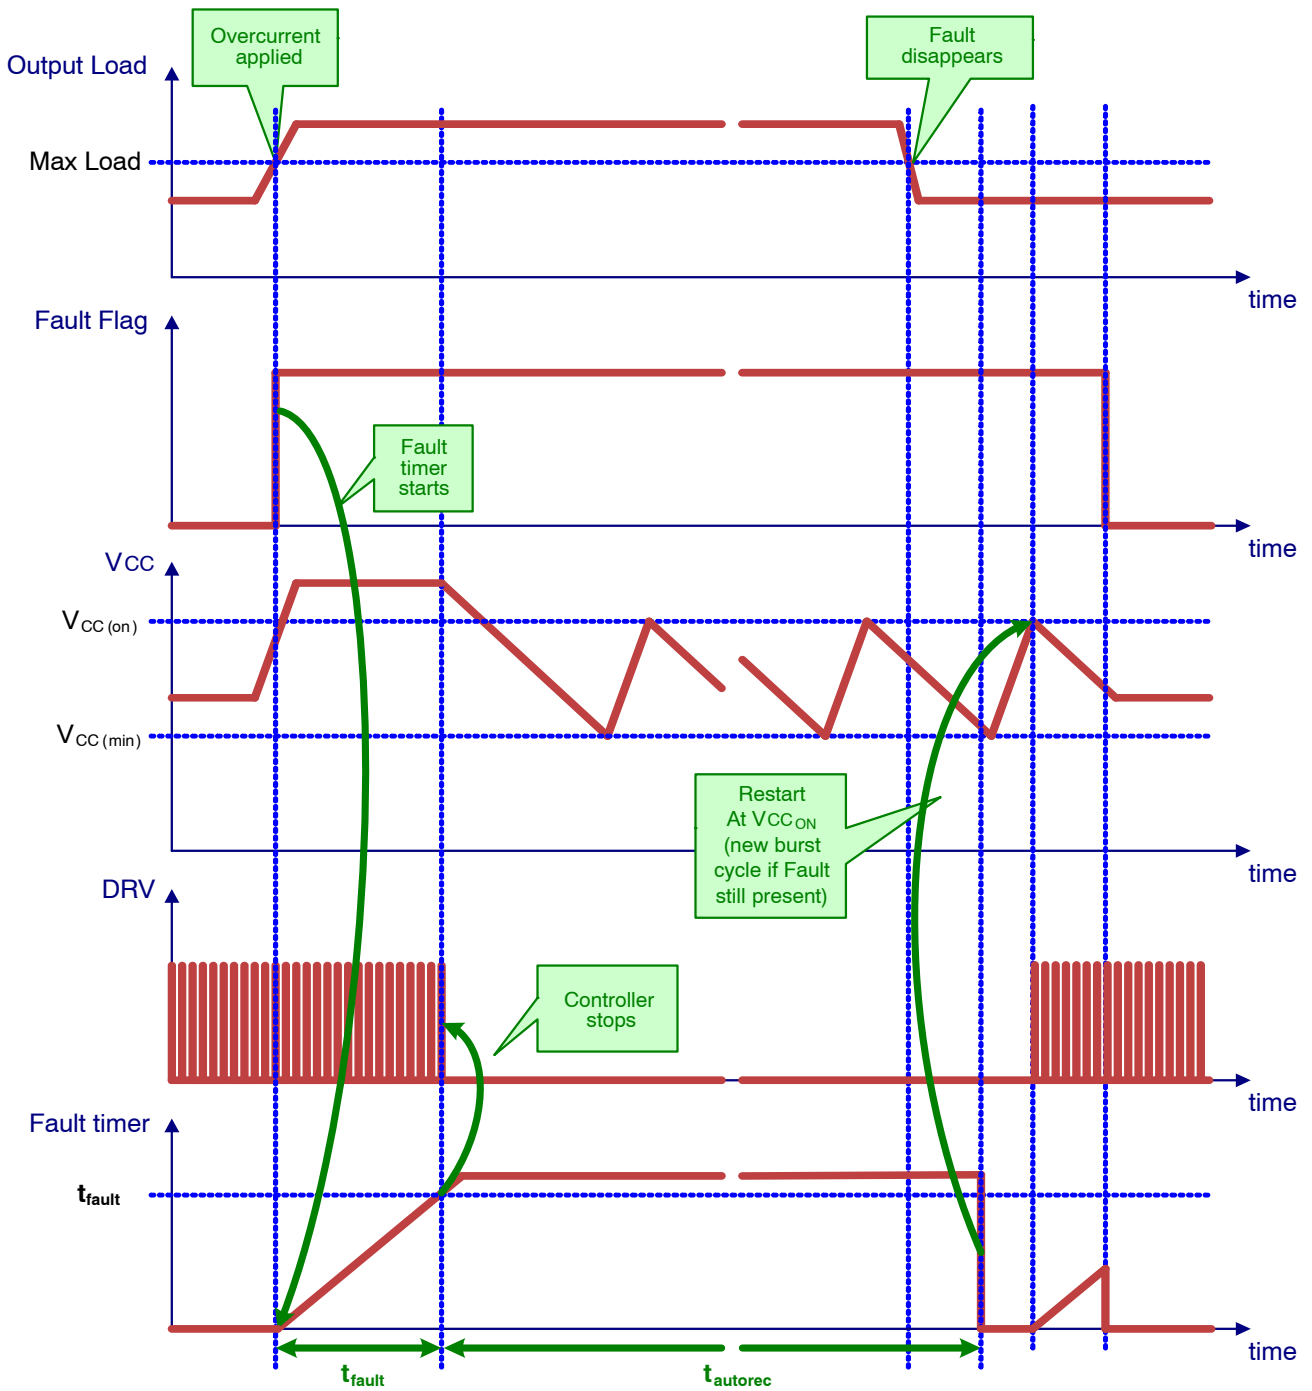 Overcurrent
applied
Fault
disappears
Output Load
Max Load
time
Fault Flag
Fault
timer
starts
time
VCC
VCC (on)
VCC (min)
Restart
At VCCON
(new burst
cycle if Fault
still present)
time
DRV
Controller
stops
time
Fault timer
tfault
time
tfault
tautorec